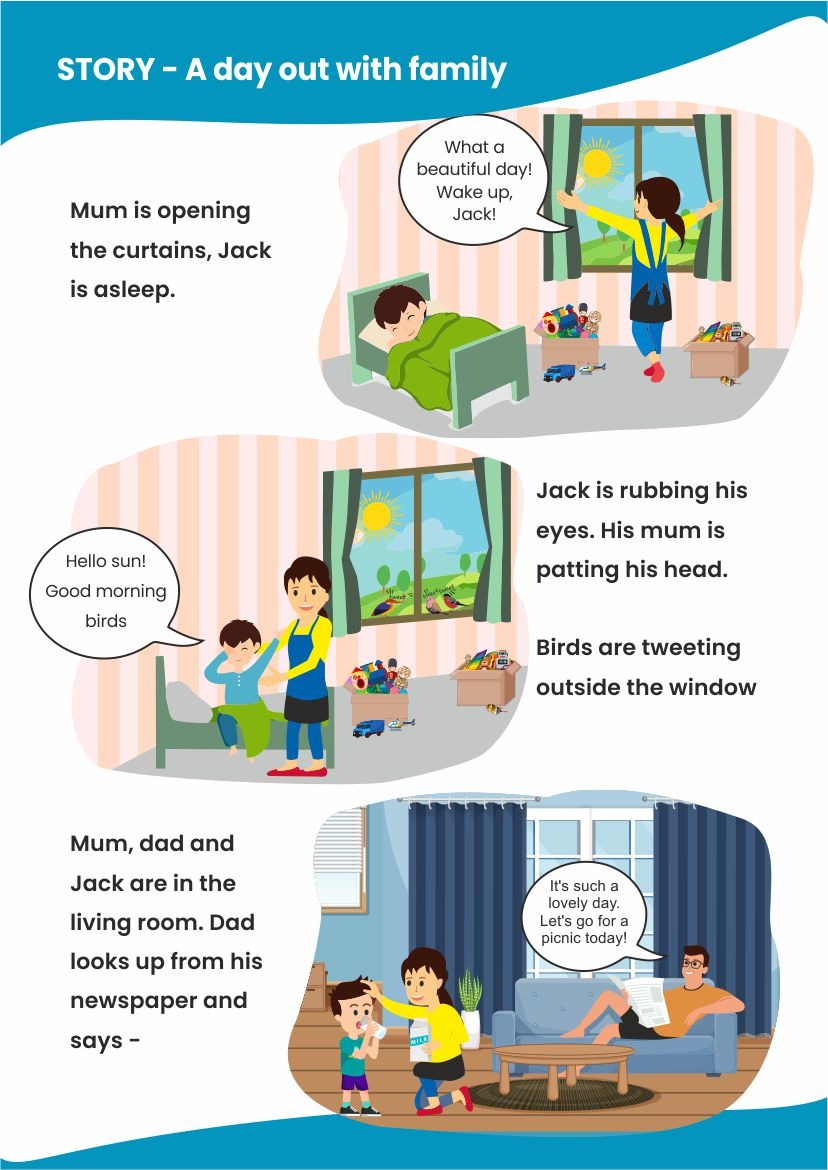 STORY - A day out with family
What a
beautiful day!
Wake up,
Jack!
Mum is opening
the curtains, Jack
is asleep.
Hello sun!
Good morning
birds
Jack is rubbing his
eyes. His mum is
patting his head.
Birds are tweeting
outside the window
Mum, dad and
Jack are in the
living room. Dad
looks up from his
newspaper and
says -
It's such a
lovely day.
Let's go for a
picnic today!
MILK